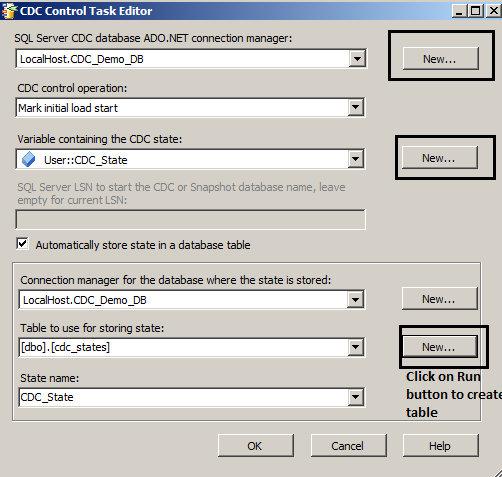 CDC Control Task Editor
SQL Server CDC database ADO.NET connection manager:
LocalHost.CDC_Demo_DB
New...
CDC control operation:
Mark initial load start
Variable containing the CDC state:
User::CDC_State
New...
SQL Server LSN to start the CDC or Snapshot database name, leave
empty for current LSN:
Automatically store state in a database table
Connection manager for the database where the state is stored:
LocalHost.CDC_Demo_DB
New...
Table to use for storing state:
[dbo].[cdc_states]
New...
Click on Run
button to create
table
State name:
CDC_State
OK
Cancel
Help